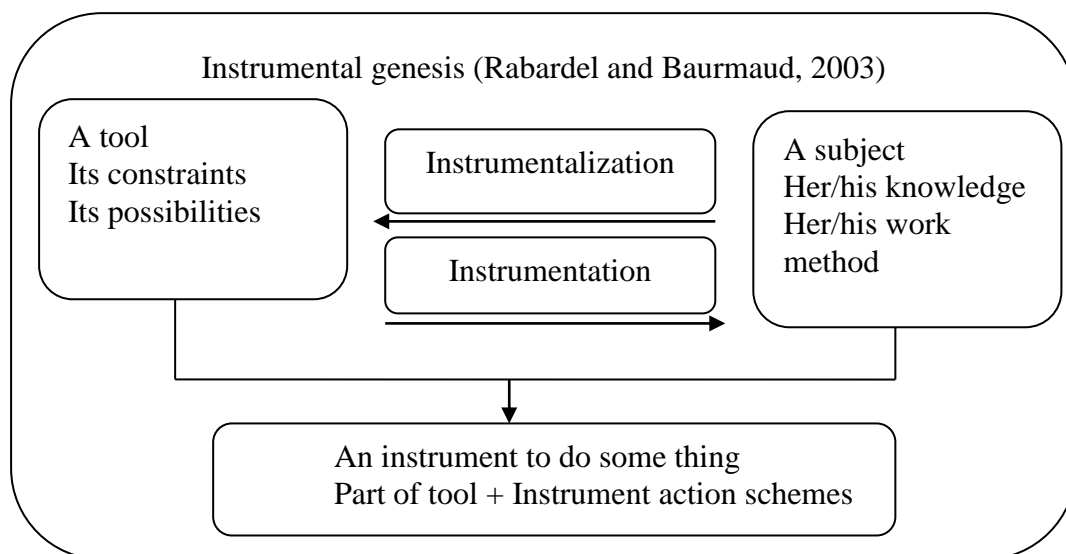 Instrumental genesis (Rabardel and Baurmaud, 2003)
A tool
Its constraints
Its possibilities
Instrumentalization
Instrumentation
A subject
Her/his knowledge
Her/his work
method
An instrument to do some thing
Part of tool + Instrument action schemes